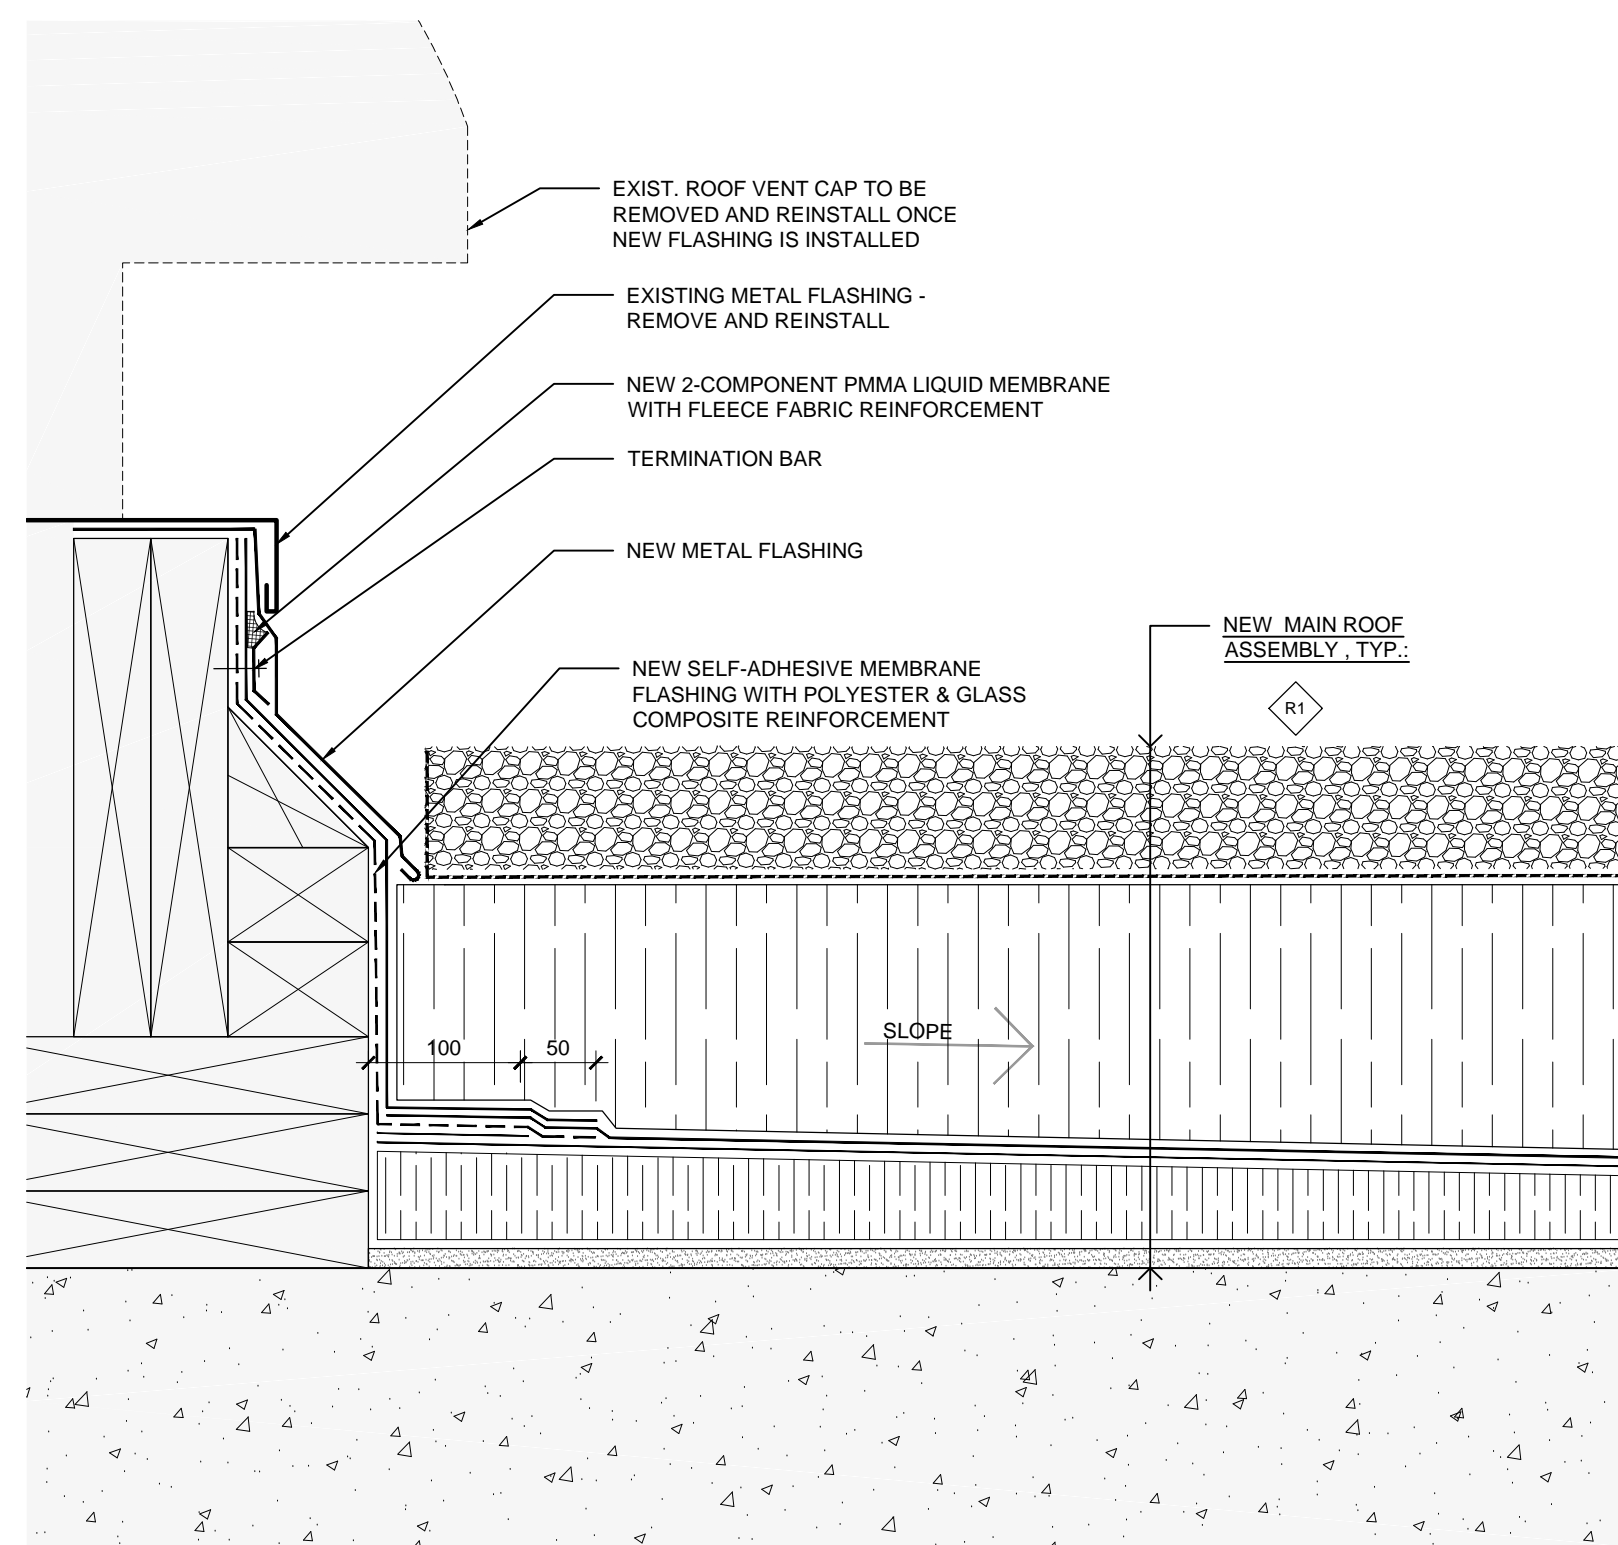 EXIST. ROOF VENT CAP TO BE
REMOVED AND REINSTALL ONCE
NEW FLASHING IS INSTALLED
EXISTING METAL FLASHING -
REMOVE AND REINSTALL
NEW 2-COMPONENT PMMA LIQUID MEMBRANE
WITH FLEECE FABRIC REINFORCEMENT
TERMINATION BAR
NEW METAL FLASHING
NEW MAIN ROOF
ASSEMBLY , TYP.:
R1
NEW SELF-ADHESIVE MEMBRANE
FLASHING WITH POLYESTER & GLASS
COMPOSITE REINFORCEMENT
SLOPE
100
50